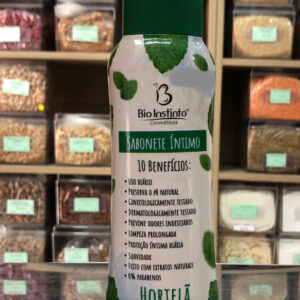 Bio Instinto
Cosméticos
SABONETE ÍNTIMO
10 BENEFÍCIOS:
• USO DIÁRIO
• PRESERVA O PH NATURAL
• GINECOLOGICAMENTE TESTADO
• DERMATOLOGICAMENTE TESTADO
• PREVINE ODORES INDESEJADOS
• LIMPEZA PROLONGADA
• PROTEÇÃO ÍNTIMA DIÁRIA
• SUAVIDADE
• FEITO COM EXTRATOS NATURAIS
• 0% PARABENOS
HORTELÃ